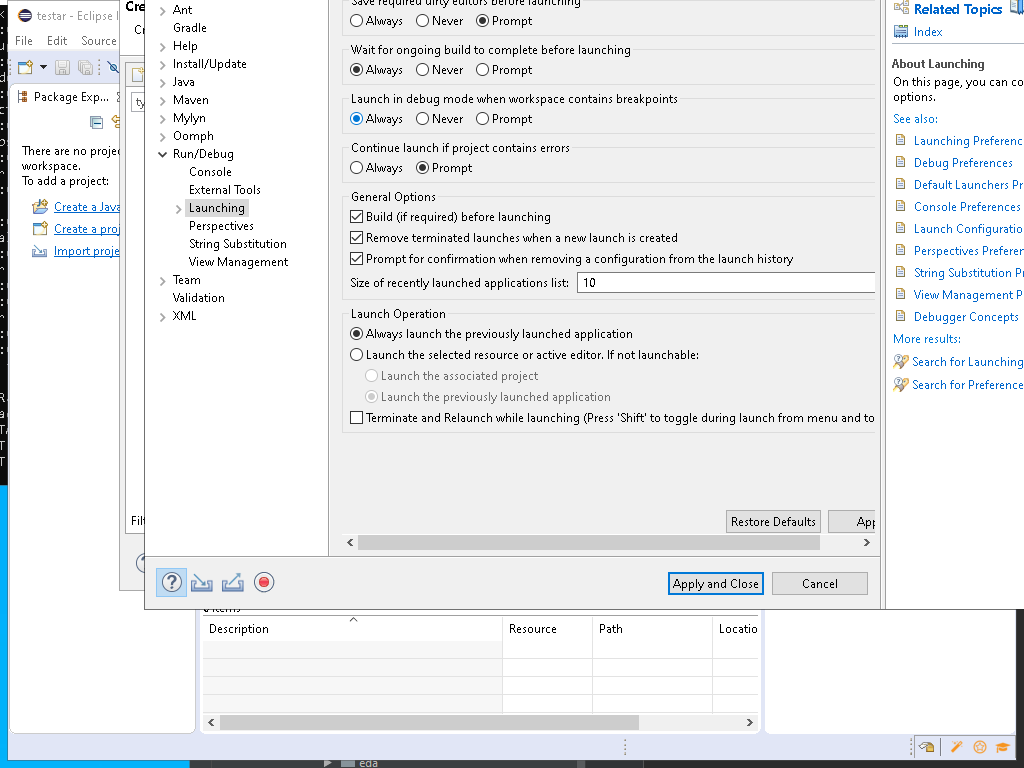 testar - Eclipse I
File Edit Source
Package Exp...
There are no proje
workspace.
To add a project:
Create a Java
Create a proj
Import proje
Cre
Filt
Ant
Gradle
Help
Install/Update
Java
Maven
Mylyn
Oomph
Run/Debug
Console
External Tools
Launching
Perspectives
String Substitution
View Management
Team
Validation
XML
Save required dirty editors before launching
Always Never Prompt
Wait for ongoing build to complete before launching
Always Never Prompt
Launch in debug mode when workspace contains breakpoints
Always Never Prompt
Continue launch if project contains errors
Always Prompt
General Options
Build (if required) before launching
Remove terminated launches when a new launch is created
Prompt for confirmation when removing a configuration from the launch history
Size of recently launched applications list: 10
Launch Operation
Always launch the previously launched application
Launch the selected resource or active editor. If not launchable:
Launch the associated project
Launch the previously launched application
Terminate and Relaunch while launching (Press 'Shift' to toggle during launch from menu and to
Restore Defaults App
Apply and Close Cancel
Related Topics
Index
About Launching
On this page, you can co
options.
See also:
Launching Preferenc
Debug Preferences
Default Launchers Pr
Console Preferences
Launch Configuratio
Perspectives Preferen
String Substitution Pr
View Management P
Debugger Concepts
More results:
Search for Launching
Search for Preference
items
Description Resource Path Locatio
eda